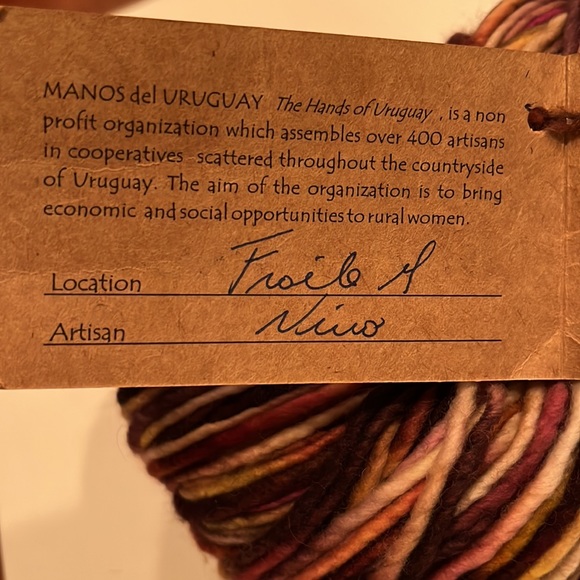 MANOS del URUGUAY The Hands of Uruguay , is a non
profit organization which assembles over 400 artisans
in cooperatives scattered throughout the countryside
of Uruguay. The aim of the organization is to bring
economic and social opportunities to rural women.
Location
Artisan Nino